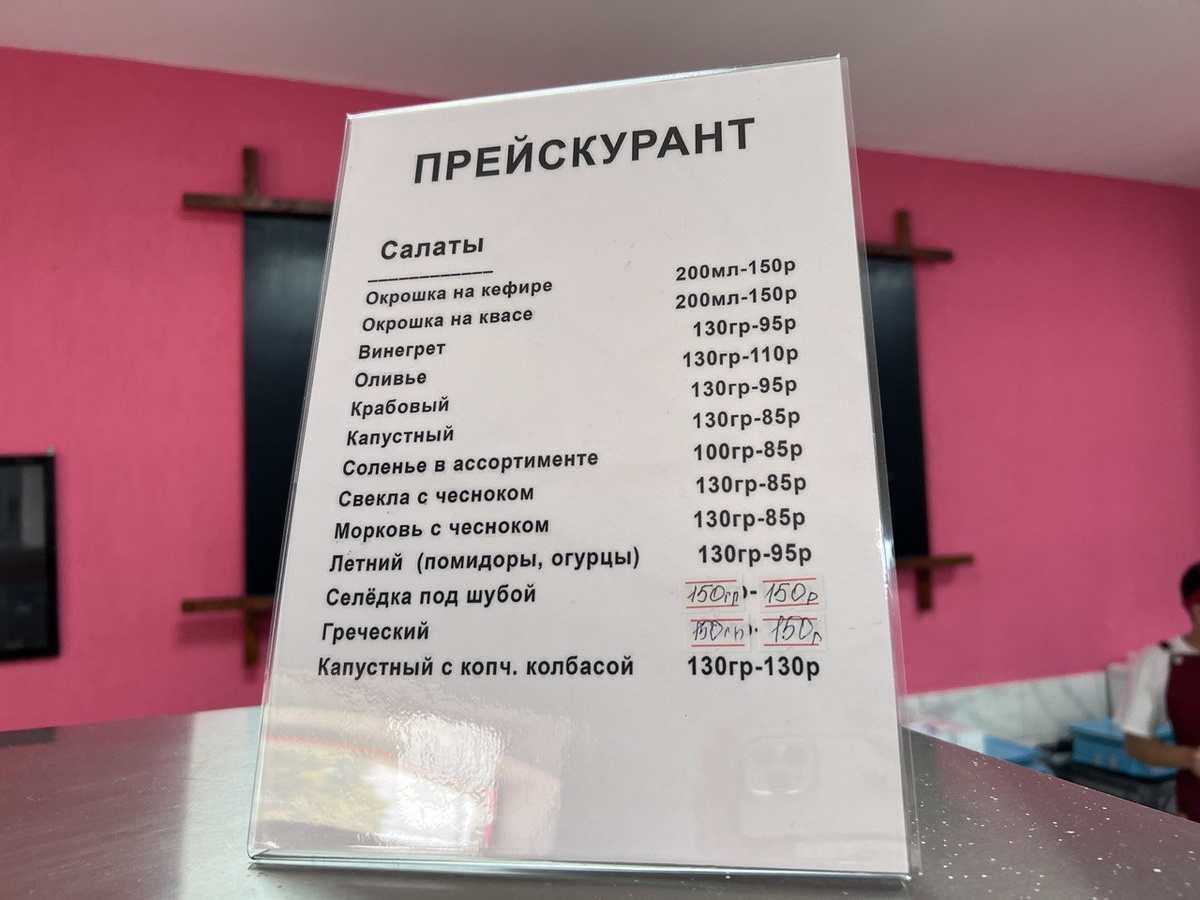 ПРЕЙСКУРАНТ
Салаты
Окрошка на кефире 200мл-150р
Окрошка на квасе 200мл-150р
Винегрет 130гр-95р
Оливье 130гр-110р
Крабовый 130гр-95р
Капустный 130гр-85р
Соленье в ассортименте 100гр-85р
Свекла с чесноком 130гр-85р
Морковь с чесноком 130гр-85р
Летний (помидоры, огурцы) 130гр-95р
Селёдка под шубой 150гр - 150р
Греческий 150гр - 150р
Капустный с копч. колбасой 130гр-130р